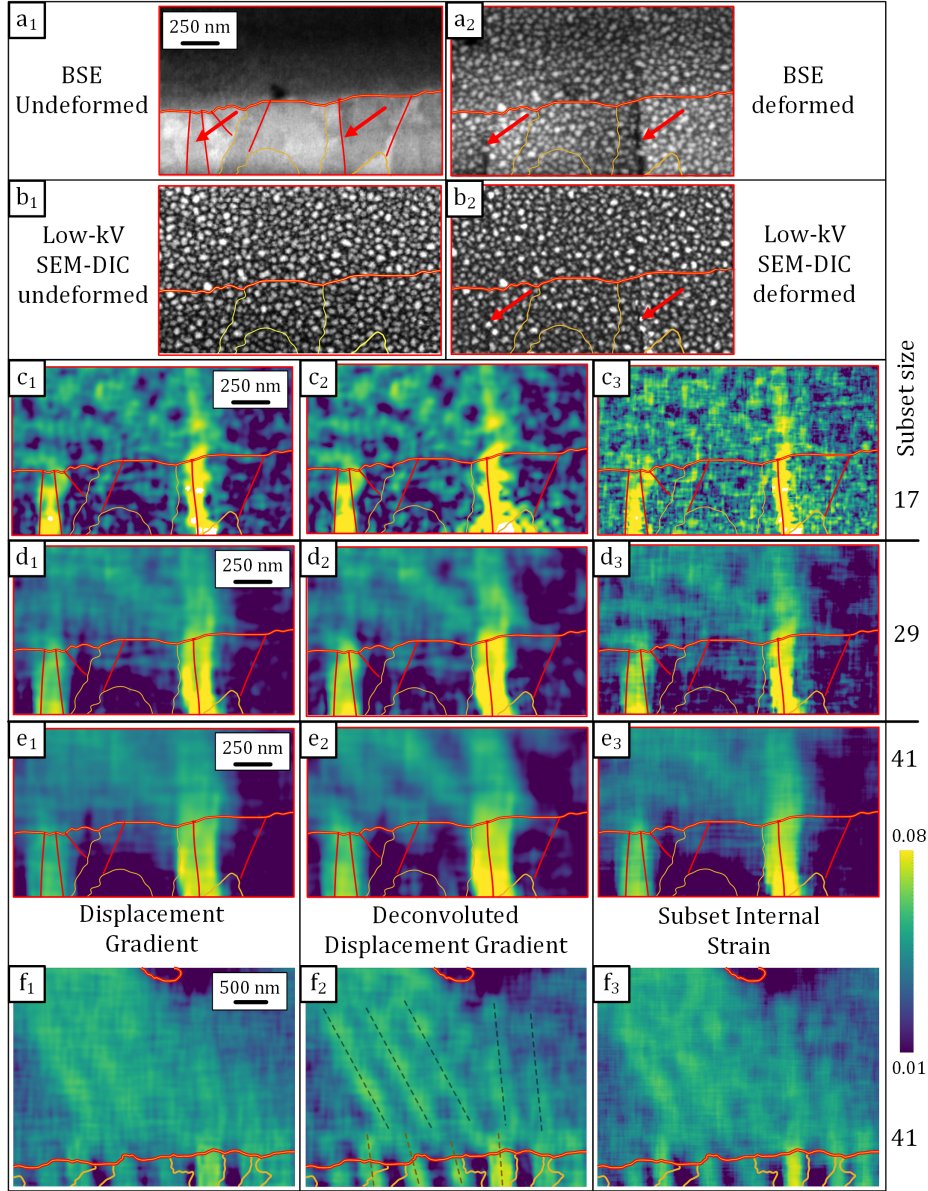 a1
250 nm
BSE
Undeformed
a2
BSE
deformed
b1
Low-kV
SEM-DIC
undeformed
b2
Low-kV
SEM-DIC
deformed
Subset size
c1
250 nm
c2
c3
17
d1
250 nm
d2
d3
29
e1
250 nm
e2
e3
41
0.08
Displacement
Gradient
Deconvoluted
Displacement Gradient
Subset Internal
Strain
f1
500 nm
f2
f3
0.01
41